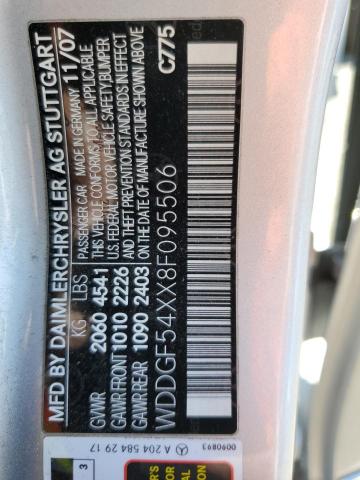 MFD BY DAIMLERCHRYSLER AG STUTTGART
KG LBS PASSENGER CAR MADE IN GERMANY 11/07
GVWR 2060 4541 THIS VEHICLE CONFORMS TO ALL APPLICABLE
GAWR FRONT 1010 2226 U.S. FEDERAL MOTOR VEHICLE SAFETY BUMPER
GAWR REAR 1090 2403 AND THEFT PREVENTION STANDARDS IN EFFECT
ON THE DATE OF MANUFACTURE SHOWN ABOVE
C775
WDDGF54XX8F095506
A 204 584 29 17
0090893
3